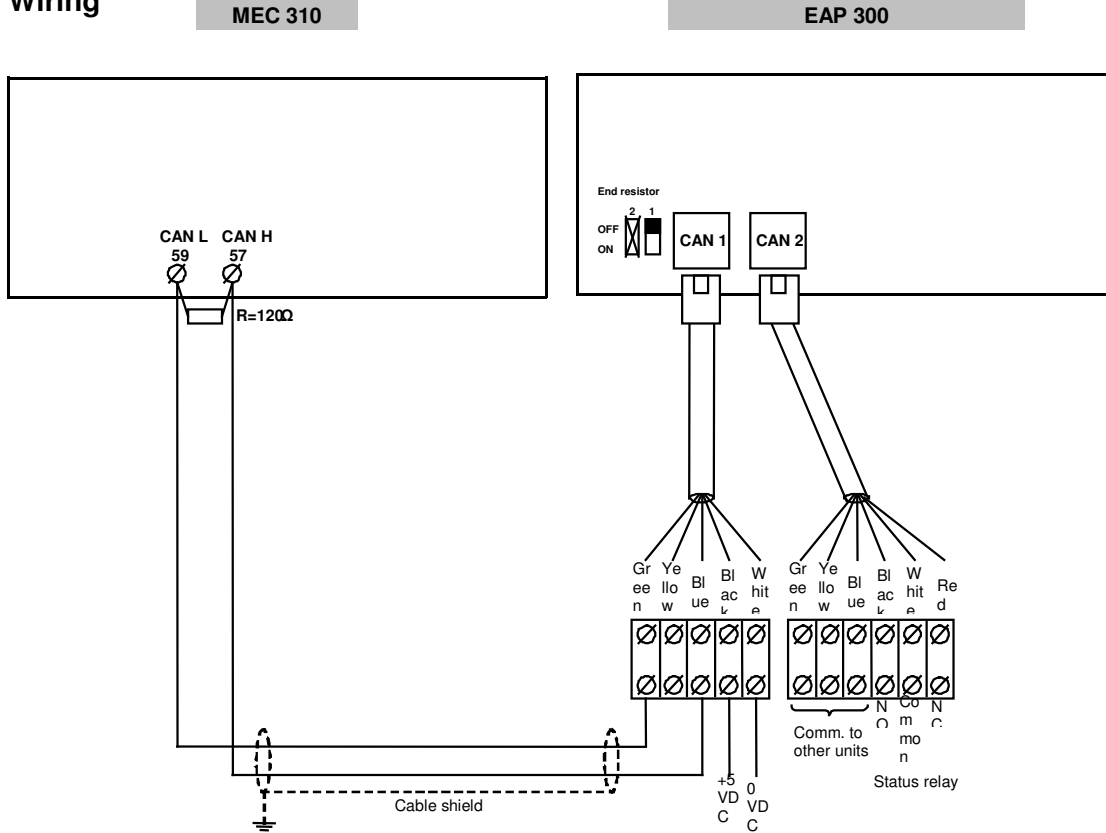 Wiring
MEC 310
EAP 300
End resistor
2 1
OFF
ON
CAN 1
CAN 2
CAN L CAN H
59 57
R=120Ω
Gr
ee
n
Ye
llo
w
Bl
ue
Bl
ac
k
W
hit
e
Gr
ee
n
Ye
llo
w
Bl
ue
Bl
ac
k
W
hit
e
Re
d
N
O
Co
m
mo
n
N
C
Comm. to
other units
Status relay
+5
VD
C
0
VD
C
Cable shield